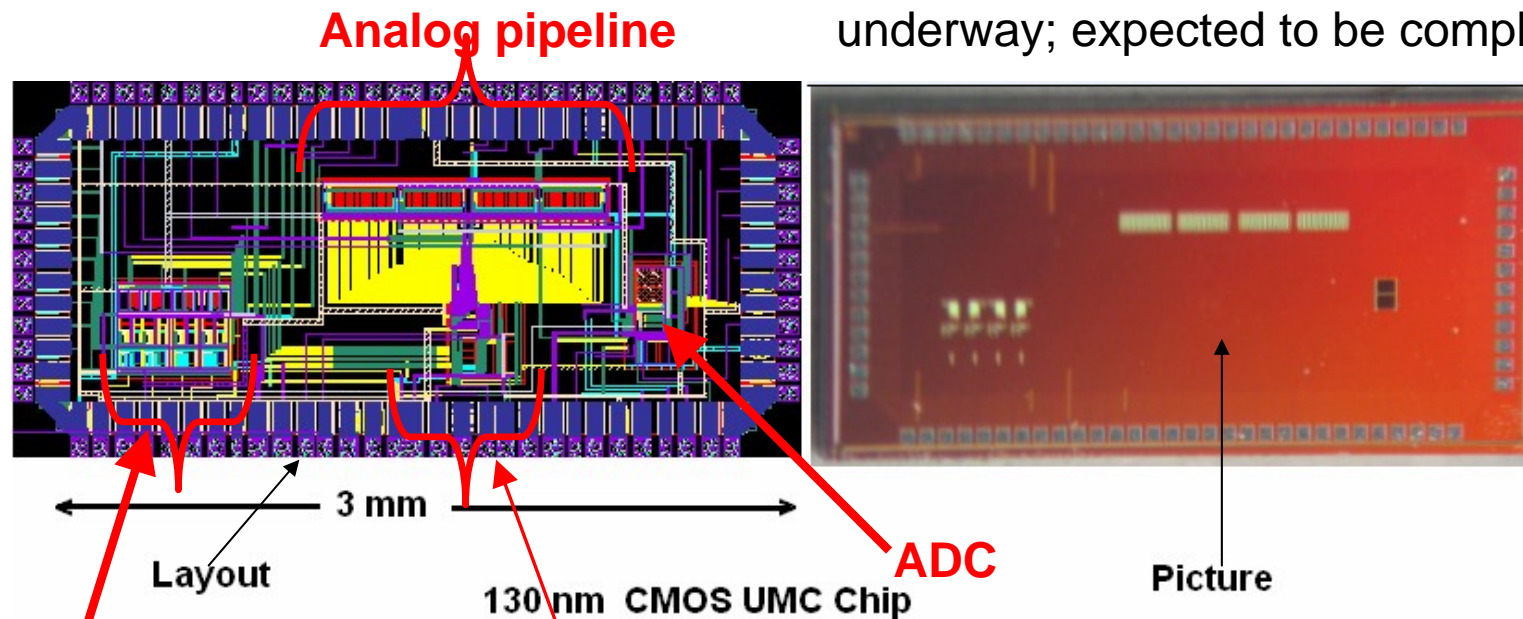 Analog pipeline
underway; expected to be compl
3 mm
Layout
ADC
Picture
130 nm CMOS UMC Chip